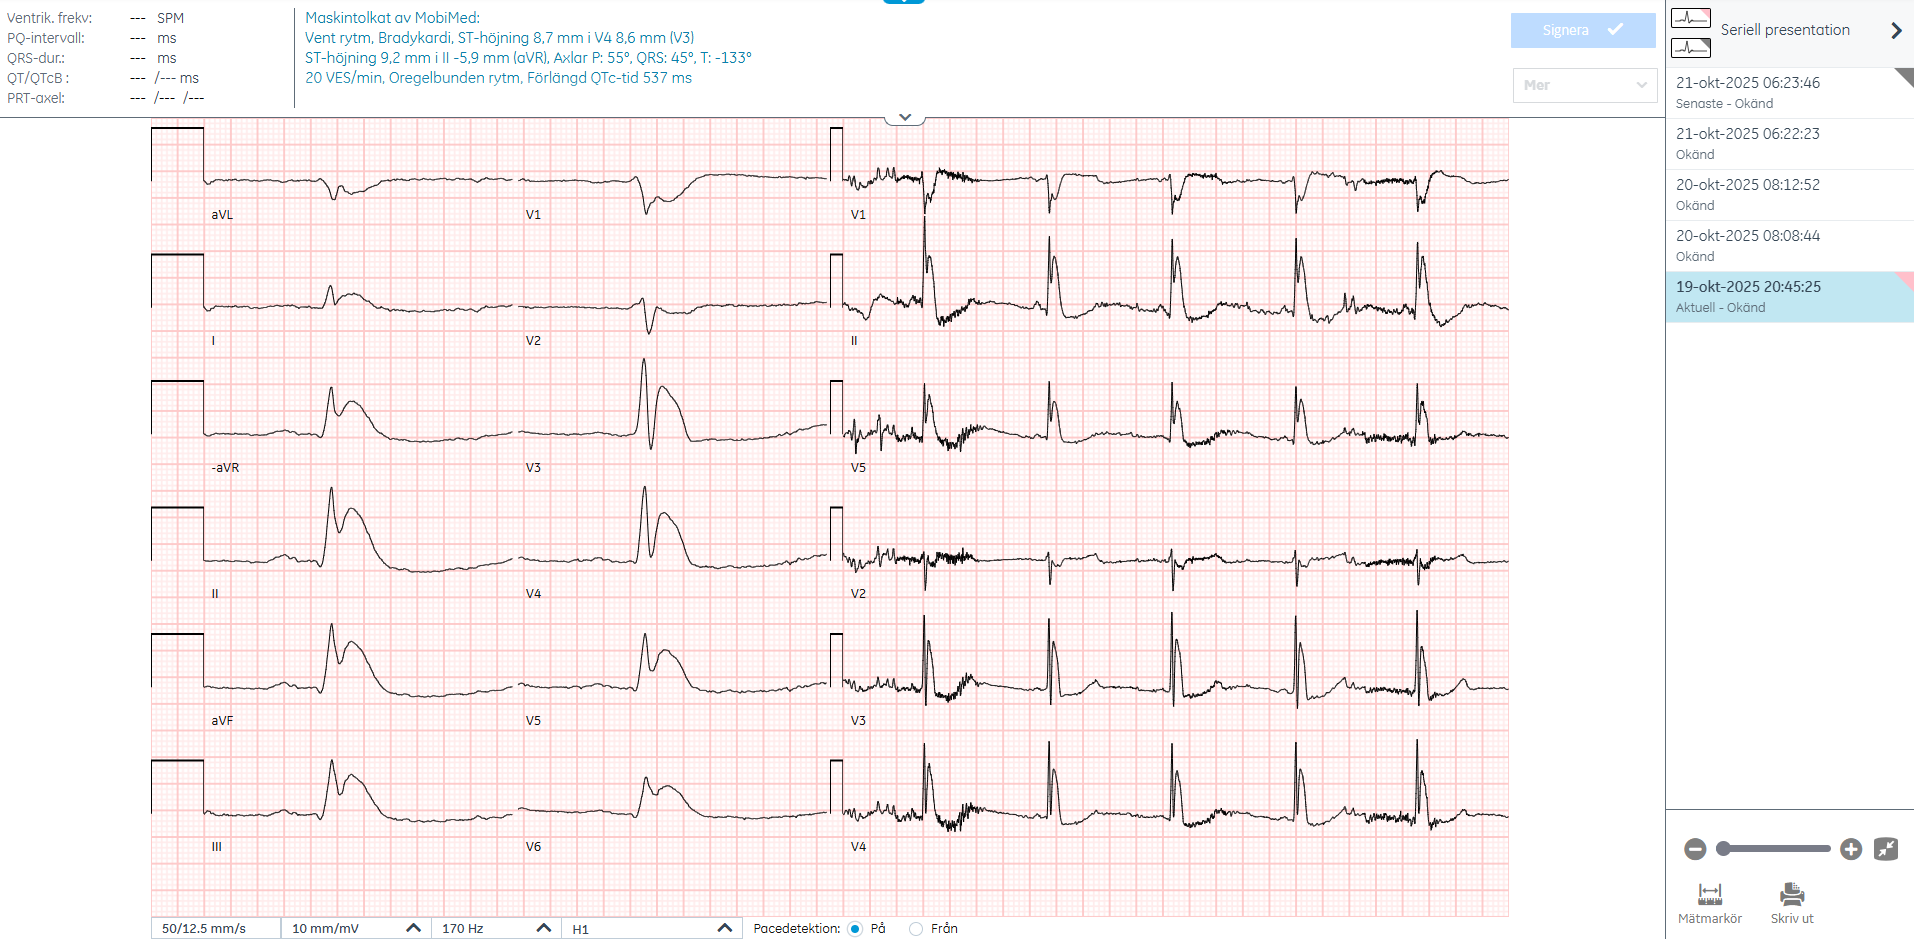 Ventrik. frekv: --- SPM
PQ-intervall: --- ms
QRS-dur.: --- ms
QT/QTcB : --- /--- ms
PRT-axel: --- /--- /---
Maskintolkat av MobiMed:
Vent rytm, Bradykardi, ST-höjning 8,7 mm i V4 8,6 mm (V3)
ST-höjning 9,2 mm i II -5,9 mm (aVR), Axlar P: 55°, QRS: 45°, T: -133°
20 VES/min, Oregelbunden rytm, Förlängd QTc-tid 537 ms
Signera
Mer
Seriell presentation
21-okt-2025 06:23:46
Senaste - Okänd
21-okt-2025 06:22:23
Okänd
20-okt-2025 08:12:52
Okänd
20-okt-2025 08:08:44
Okänd
19-okt-2025 20:45:25
Aktuell - Okänd
aVL V1 V1
I V2 II
-aVR V3 V5
II V4 V2
aVF V5 V3
III V6 V4
Mätmarkör Skriv ut
50/12.5 mm/s 10 mm/mV 170 Hz H1 Pacedetektion: På Från